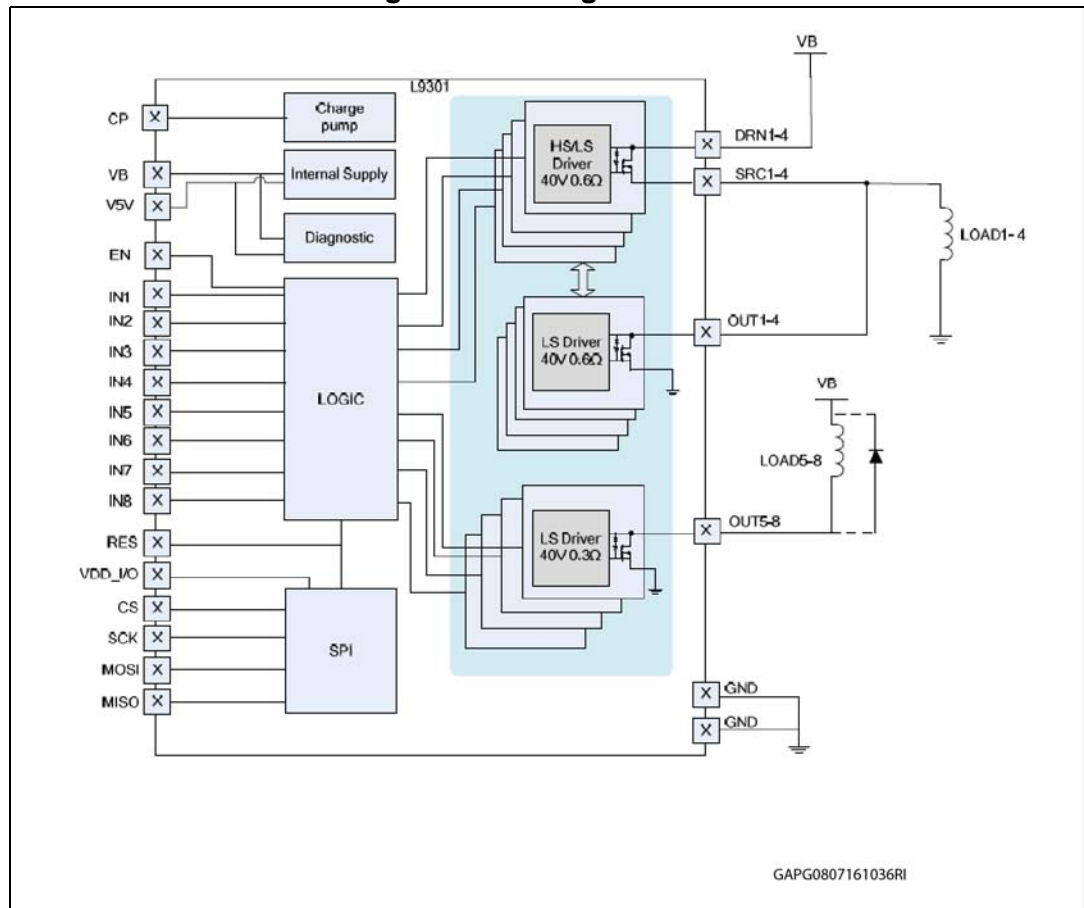 L9301
VB
CP
Charge
pump
VB
Internal Supply
V5V
Diagnostic
EN
IN1
IN2
IN3
IN4
IN5
IN6
IN7
IN8
LOGIC
RES
VDD_I/O
CS
SCK
MOSI
MISO
SPI
HS/LS
Driver
40V 0.6Ω
LS Driver
40V 0.6Ω
LS Driver
40V 0.3Ω
DRN1-4
SRC1-4
LOAD1-4
OUT1-4
VB
LOAD5-8
OUT5-8
GND
GND
GAPG0807161036RI